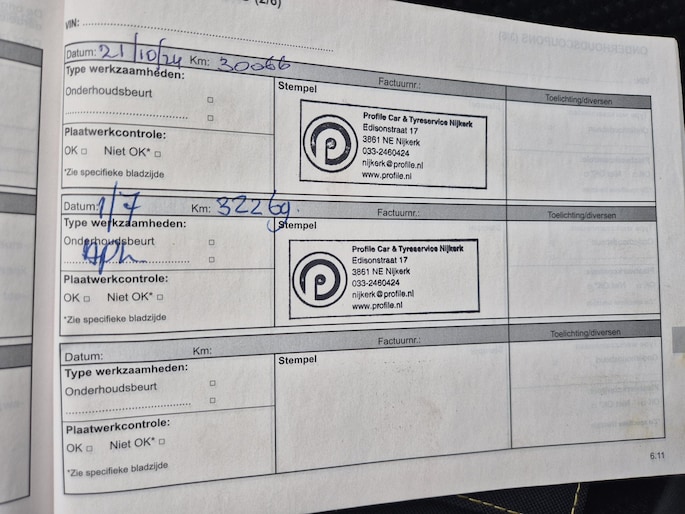 (2/6)
VIN:
Datum: 21/10/24 Km: 30066
Factuurnr.:
Toelichting/diversen
Type werkzaamheden:
Onderhoudsbeurt
Plaatwerkcontrole:
OK Niet OK*
*Zie specifieke bladzijde
Stempel
Profile Car & Tyreservice Nijkerk
Edisonstraat 17
3861 NE Nijkerk
033-2460424
nijkerk@profile.nl
www.profile.nl
Datum: 1/7 Km: 32269.
Factuurnr.:
Toelichting/diversen
Type werkzaamheden:
Onderhoudsbeurt
Plaatwerkcontrole:
OK Niet OK*
*Zie specifieke bladzijde
Stempel
Profile Car & Tyreservice Nijkerk
Edisonstraat 17
3861 NE Nijkerk
033-2460424
nijkerk@profile.nl
www.profile.nl
Datum: Km:
Factuurnr.:
Toelichting/diversen
Type werkzaamheden:
Onderhoudsbeurt
Plaatwerkcontrole:
OK Niet OK*
*Zie specifieke bladzijde
Stempel
6.11